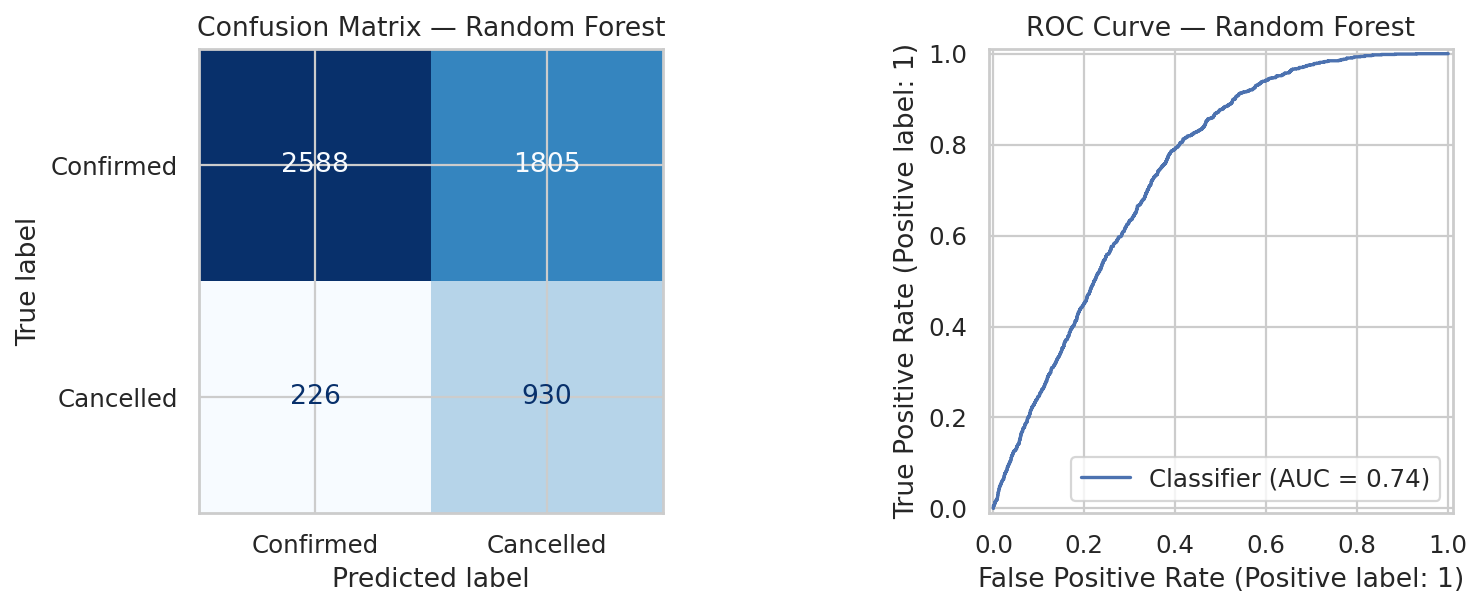 Confusion Matrix — Random Forest
True label
Confirmed
Cancelled
2588
1805
226
930
Confirmed
Cancelled
Predicted label
ROC Curve — Random Forest
True Positive Rate (Positive label: 1)
1.0
0.8
0.6
0.4
0.2
0.0
Classifier (AUC = 0.74)
0.0
0.2
0.4
0.6
0.8
1.0
False Positive Rate (Positive label: 1)